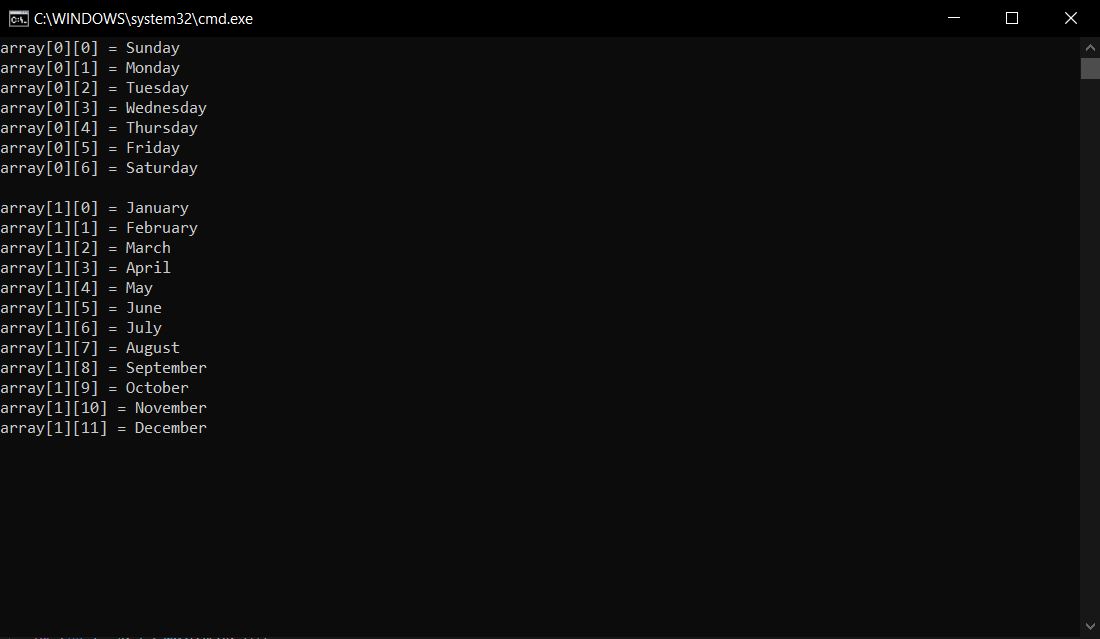 C:\WINDOWS\system32\cmd.exe
array[0][0] = Sunday
array[0][1] = Monday
array[0][2] = Tuesday
array[0][3] = Wednesday
array[0][4] = Thursday
array[0][5] = Friday
array[0][6] = Saturday
array[1][0] = January
array[1][1] = February
array[1][2] = March
array[1][3] = April
array[1][4] = May
array[1][5] = June
array[1][6] = July
array[1][7] = August
array[1][8] = September
array[1][9] = October
array[1][10] = November
array[1][11] = December